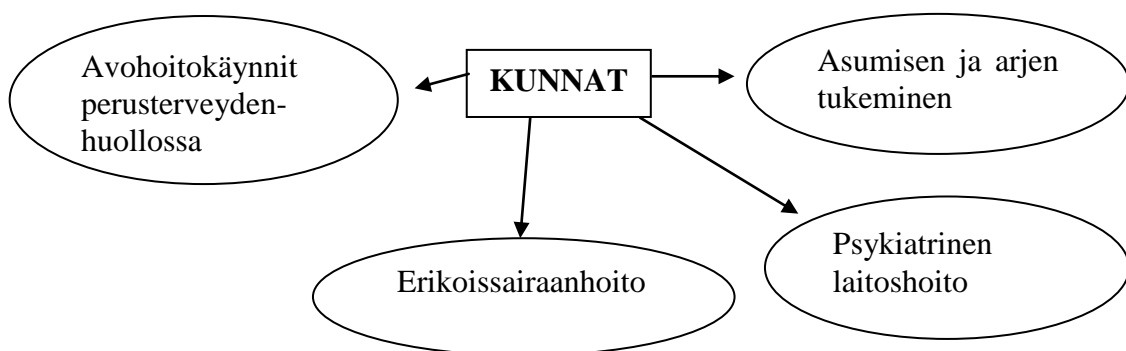 Avohoitokäynnit
perusterveyden-
huollossa
KUNNAT
Asumisen ja arjen
tukeminen
Erikoissairaanhoito
Psykiatrinen
laitoshoito